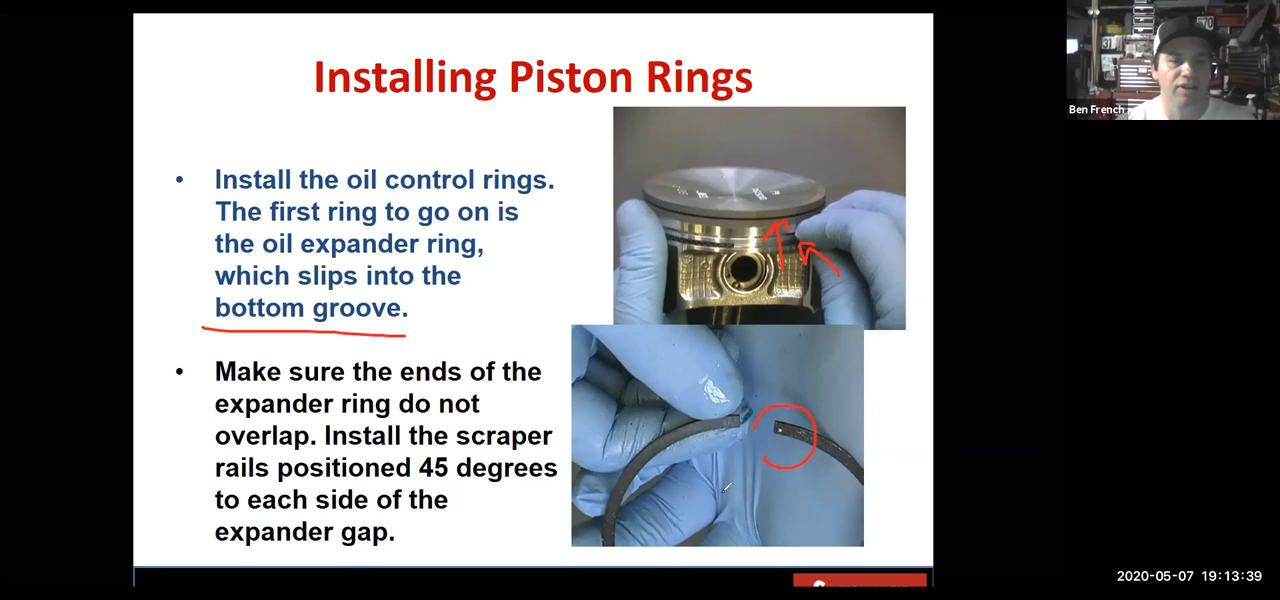 Installing Piston Rings
• Install the oil control rings.
The first ring to go on is
the oil expander ring,
which slips into the
bottom groove.
• Make sure the ends of the
expander ring do not
overlap. Install the scraper
rails positioned 45 degrees
to each side of the
expander gap.
Ben French
2020-05-07 19:13:39